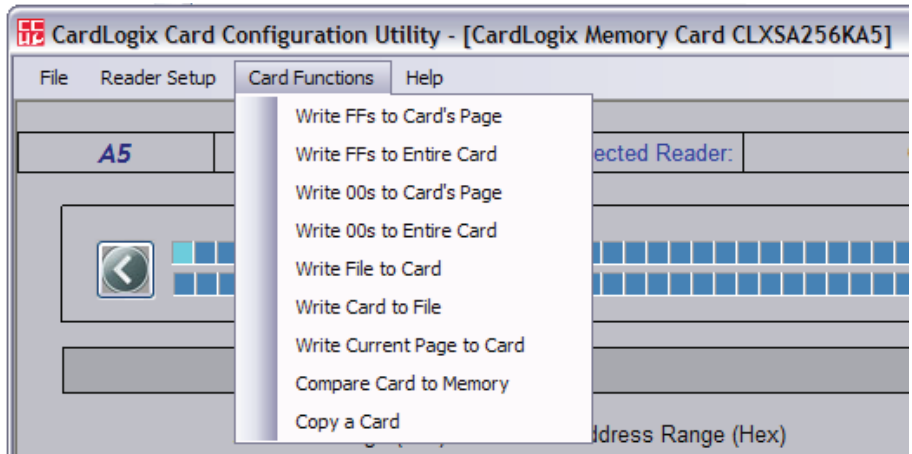 CardLogix Card Configuration Utility - [CardLogix Memory Card CLXSA256KA5]
File Reader Setup Card Functions Help
Write FFs to Card's Page
A5
Write FFs to Entire Card
Reader:
Write 00s to Card's Page
Write 00s to Entire Card
Write File to Card
Write Card to File
Write Current Page to Card
Compare Card to Memory
Copy a Card
Range (Hex)